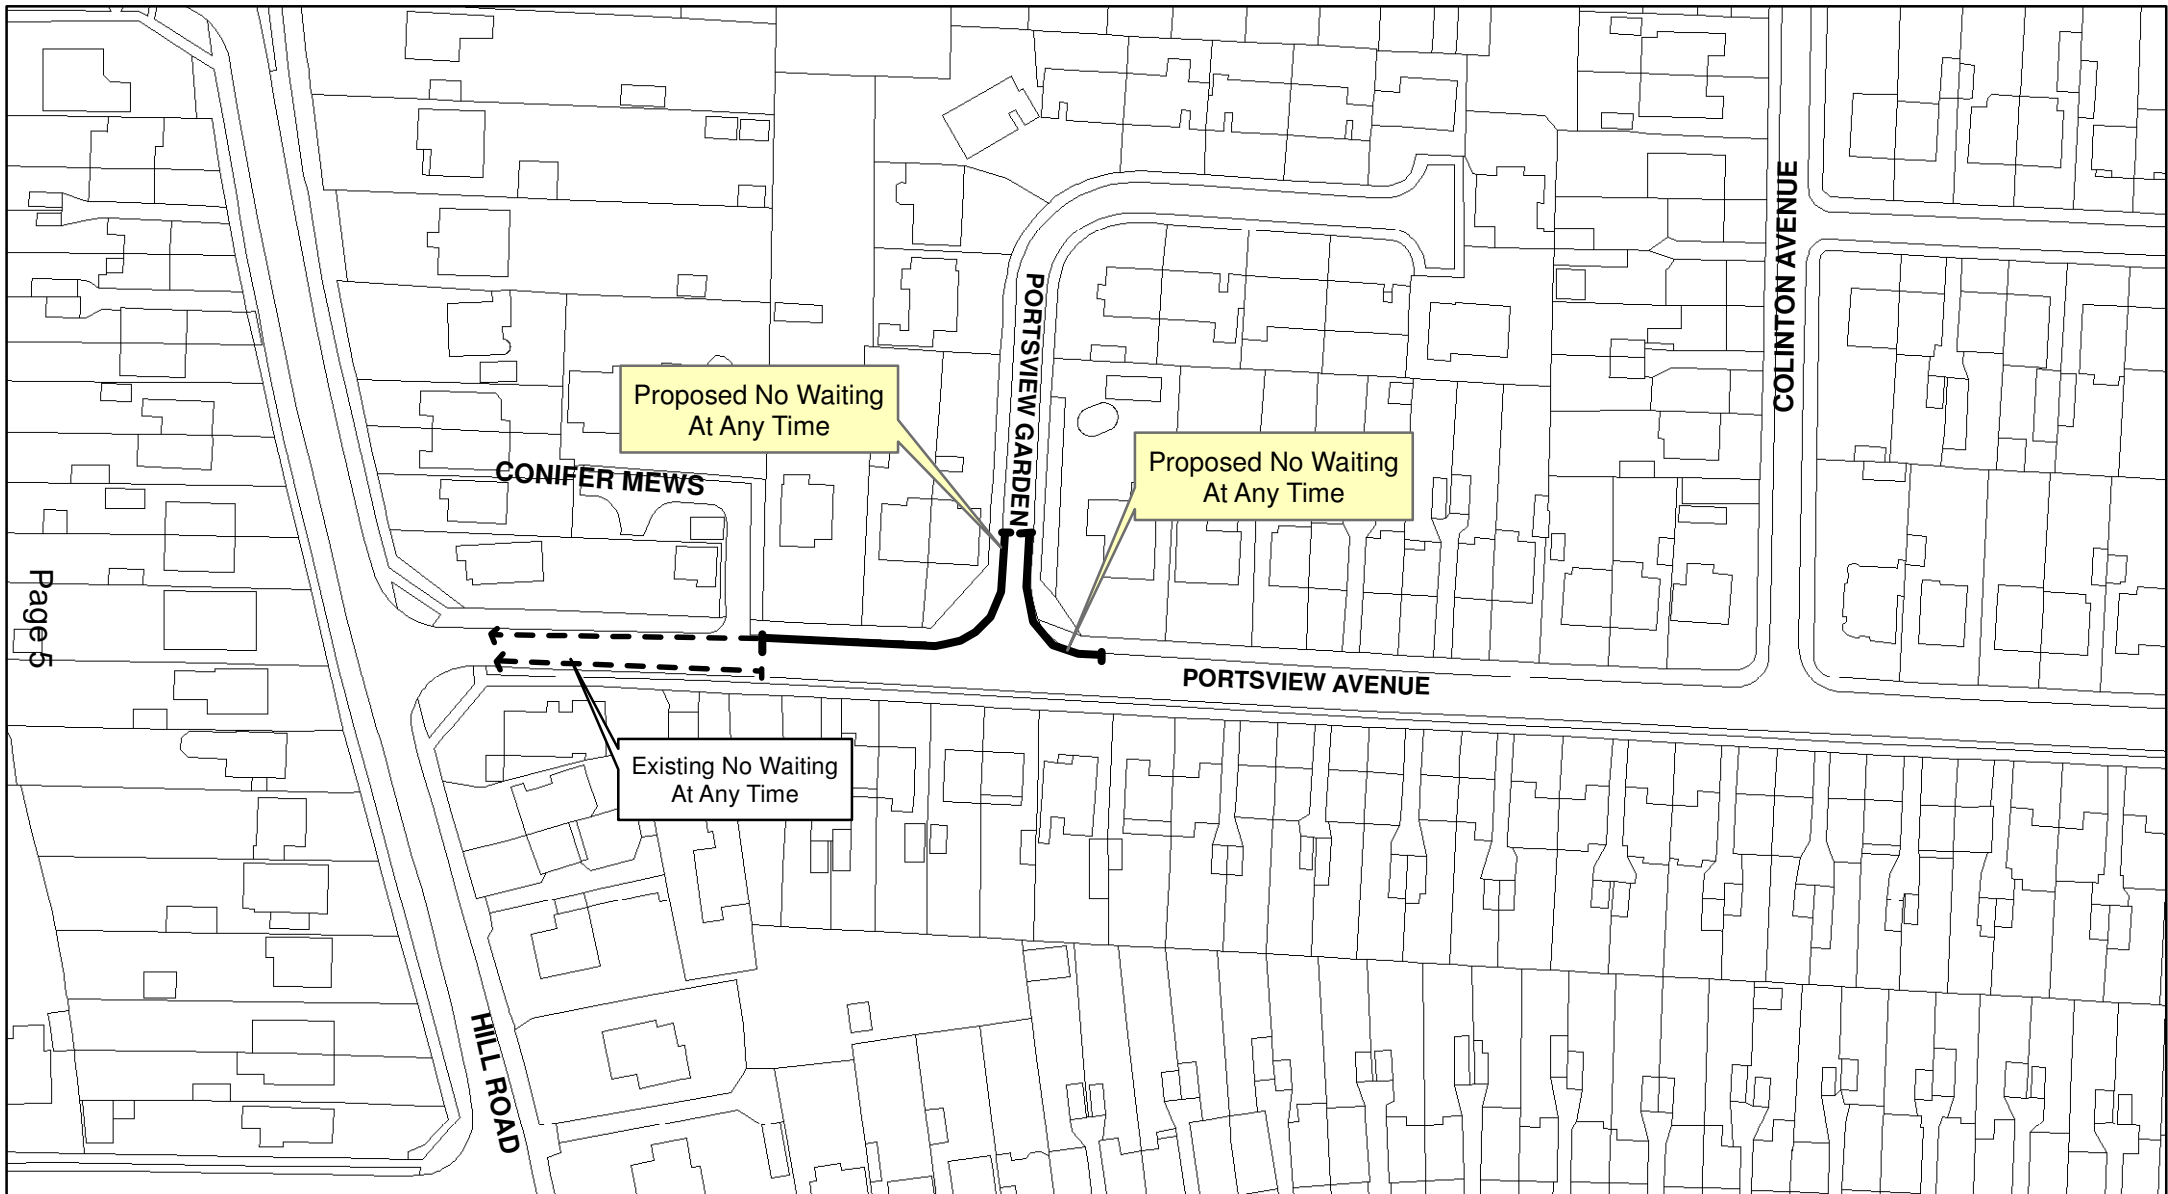 COLINTON AVENUE
PORTSVIEW GARDEN
Proposed No Waiting
At Any Time
Proposed No Waiting
At Any Time
CONIFER MEWS
Page 5
PORTSVIEW AVENUE
Existing No Waiting
At Any Time
HILL ROAD